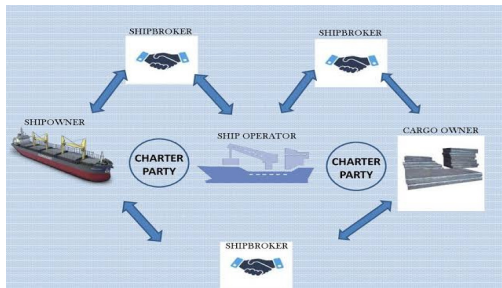 SHIPBROKER
SHIPBROKER
SHIPOWNER
SHIP OPERATOR
CARGO OWNER
CHARTER
PARTY
CHARTER
PARTY
SHIPBROKER